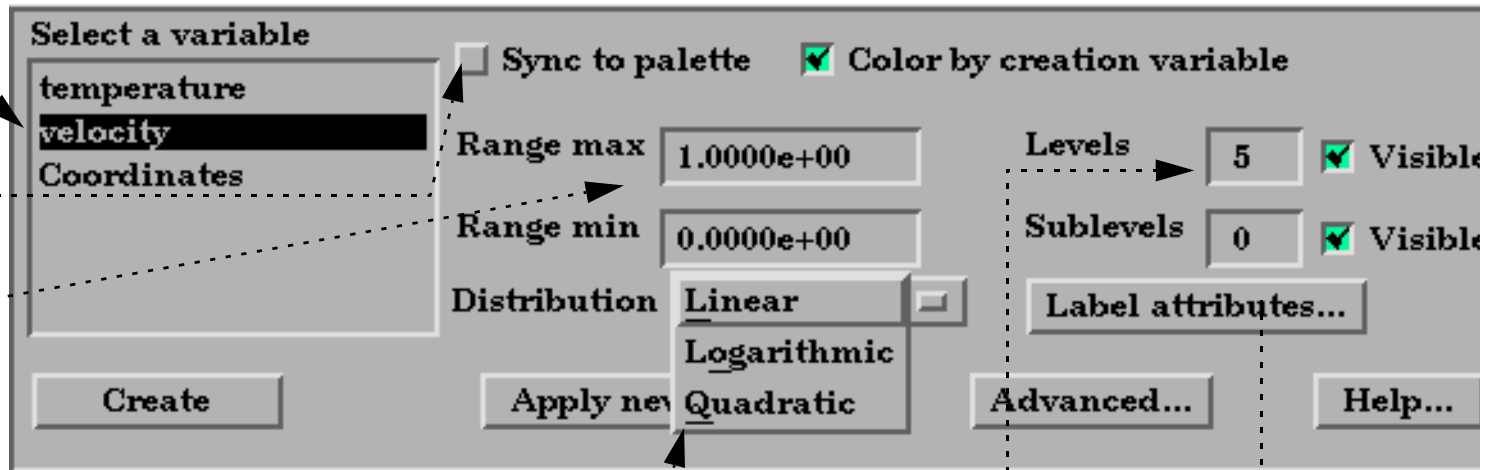 Select a variable
temperature
velocity
Coordinates
Sync to palette
Color by creation variable
Range max 1.0000e+00
Levels 5 Visible
Range min 0.0000e+00
Sublevels 0 Visible
Distribution Linear
Logarithmic
Quadratic
Label attributes...
Create
Apply new
Advanced...
Help...